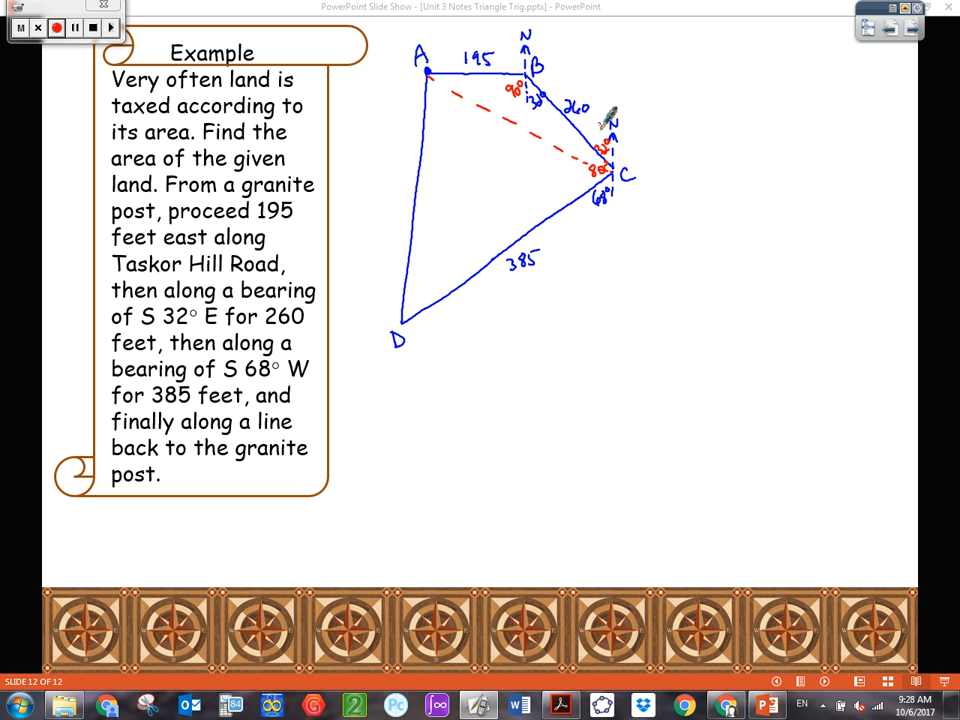 PowerPoint Slide Show - [Unit 3 Notes Triangle Trig.pptx] - PowerPoint
M
Example
Very often land is
taxed according to
its area. Find the
area of the given
land. From a granite
post, proceed 195
feet east along
Taskor Hill Road,
then along a bearing
of S 32° E for 260
feet, then along a
bearing of S 68° W
for 385 feet, and
finally along a line
back to the granite
post.
N
A
195
B
90°
32°
260
N
32°
80°
C
68°
385
D
SLIDE 12 OF 12
84
2
Pc
EN
9:28 AM
10/6/2017